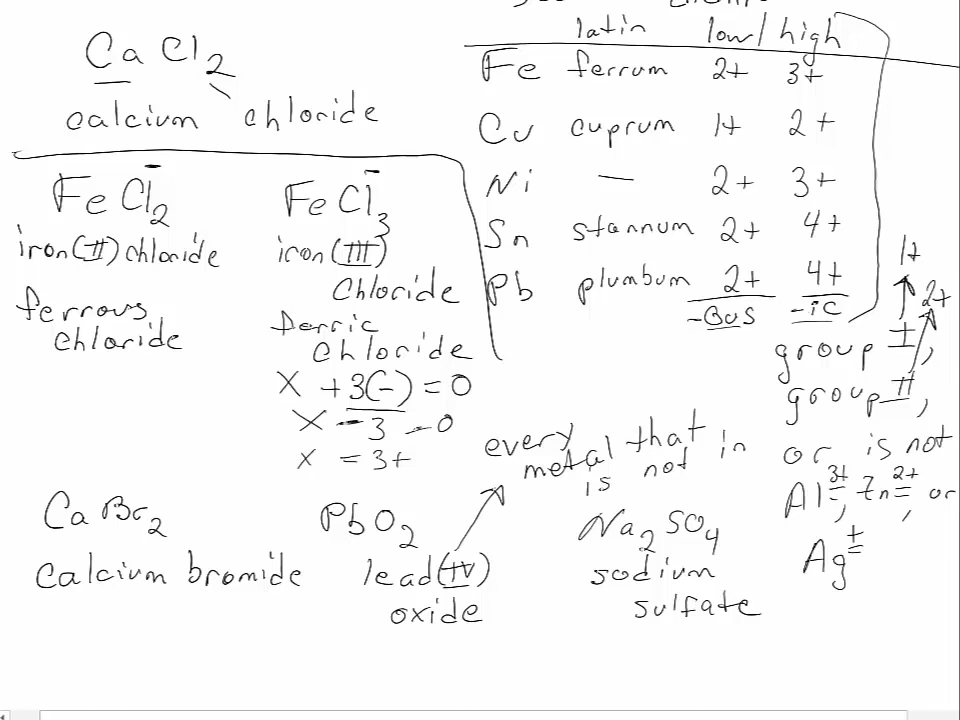 CaCl2
calcium chloride
FeCl2⁻
iron(II) chloride
ferrous
chloride
FeCl3⁻
iron(III)
Chloride
ferric
chloride
x + 3(-) = 0
x - 3 = 0
x = 3+
latin low/high
Fe ferrum 2+ 3+
Cu cuprum 1+ 2+
Ni — 2+ 3+
Sn stannum 2+ 4+
Pb plumbum 2+ 4+
-OUS -ic
1+
2+
every
metal that
is not in
group I,
group II,
or is not
Al³⁺, Zn²⁺, or
Ag⁺
CaBr2
calcium bromide
PbO2
lead(IV)
oxide
Na2SO4
sodium
sulfate